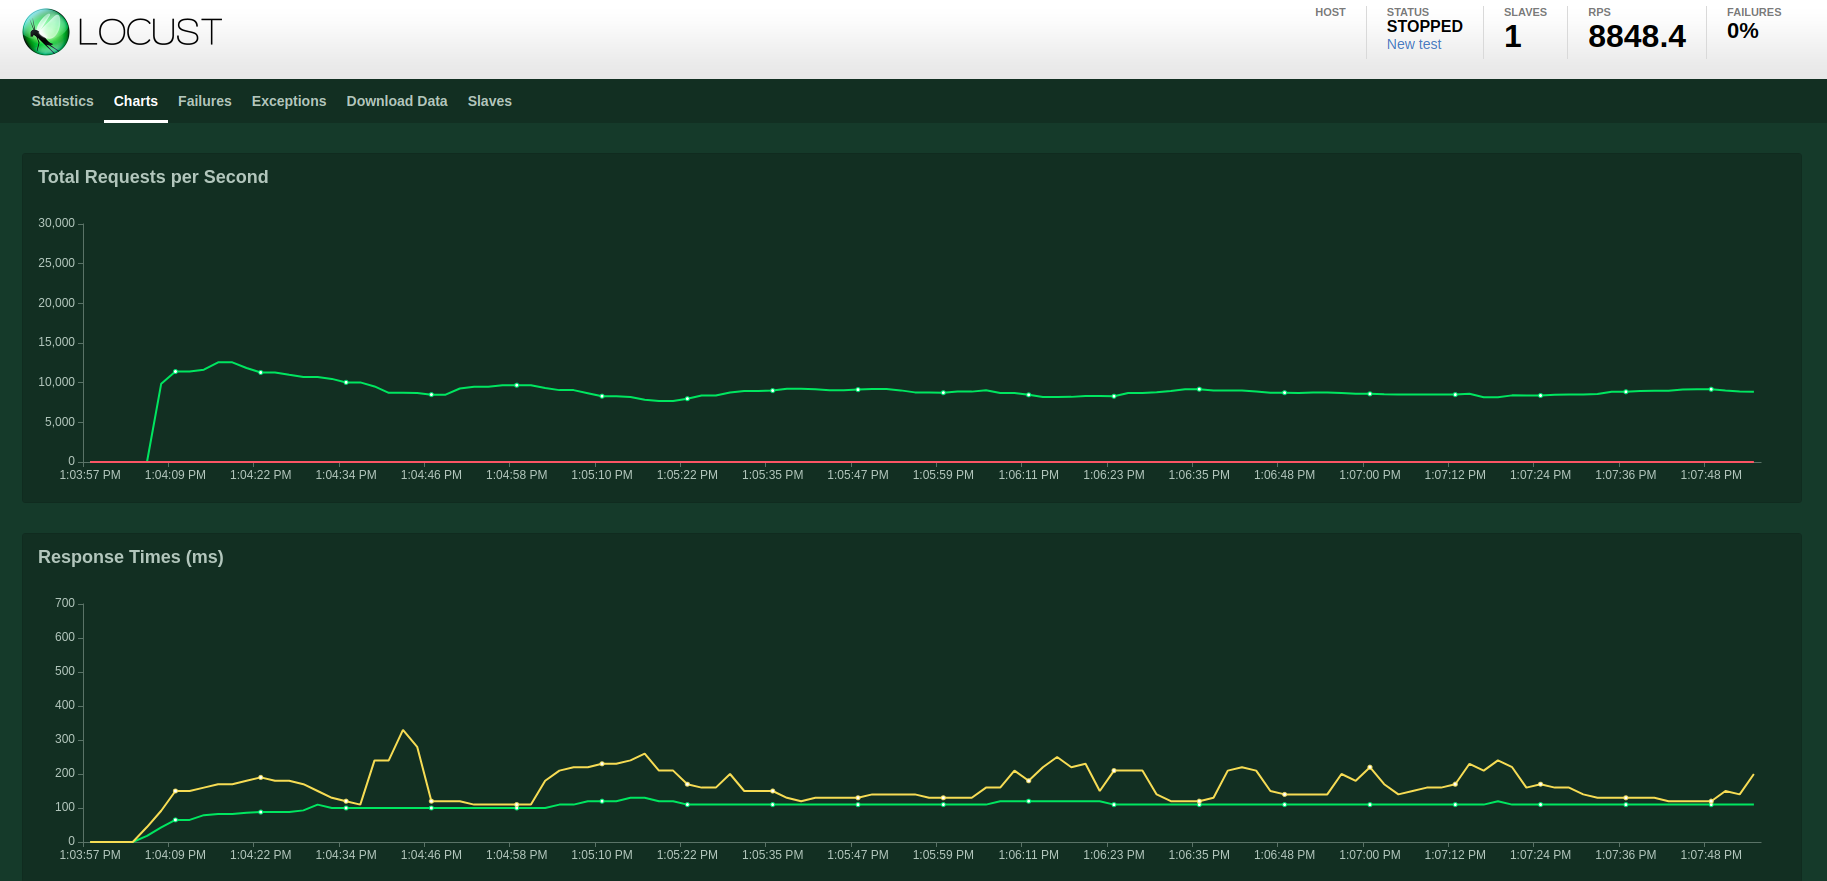 LOCUST
HOST
STATUS
STOPPED
New test
SLAVES
1
RPS
8848.4
FAILURES
0%
Statistics Charts Failures Exceptions Download Data Slaves
Total Requests per Second
30,000
25,000
20,000
15,000
10,000
5,000
0
1:03:57 PM 1:04:09 PM 1:04:22 PM 1:04:34 PM 1:04:46 PM 1:04:58 PM 1:05:10 PM 1:05:22 PM 1:05:35 PM 1:05:47 PM 1:05:59 PM 1:06:11 PM 1:06:23 PM 1:06:35 PM 1:06:48 PM 1:07:00 PM 1:07:12 PM 1:07:24 PM 1:07:36 PM 1:07:48 PM
Response Times (ms)
700
600
500
400
300
200
100
0
1:03:57 PM 1:04:09 PM 1:04:22 PM 1:04:34 PM 1:04:46 PM 1:04:58 PM 1:05:10 PM 1:05:22 PM 1:05:35 PM 1:05:47 PM 1:05:59 PM 1:06:11 PM 1:06:23 PM 1:06:35 PM 1:06:48 PM 1:07:00 PM 1:07:12 PM 1:07:24 PM 1:07:36 PM 1:07:48 PM